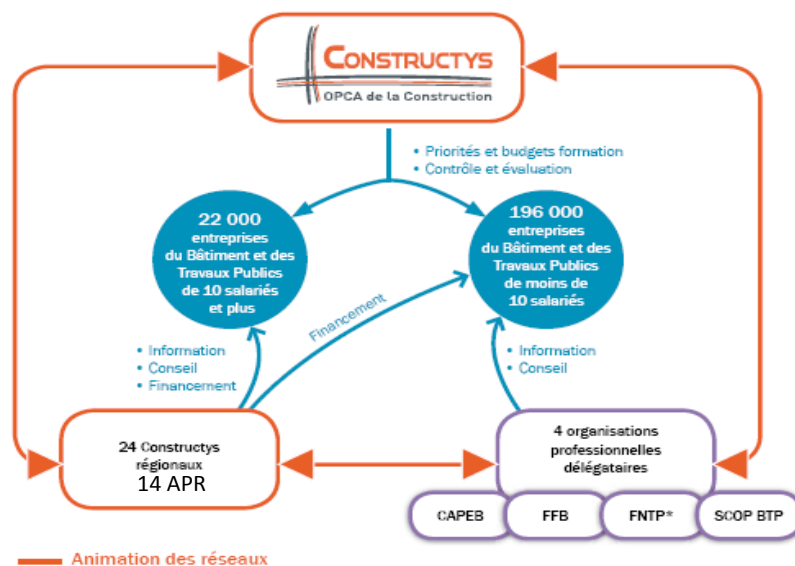 CONSTRUCTYS
OPCA de la Construction
• Priorités et budgets formation
• Contrôle et évaluation
22 000
entreprises
du Bâtiment et des
Travaux Publics
de 10 salariés
et plus
196 000
entreprises
du Bâtiment et des
Travaux Publics
de moins de
10 salariés
Financement
• Information
• Conseil
• Financement
• Information
• Conseil
24 Constructys
régionaux
14 APR
4 organisations
professionnelles
délégataires
CAPEB
FFB
FNTP*
SCOP BTP
Animation des réseaux